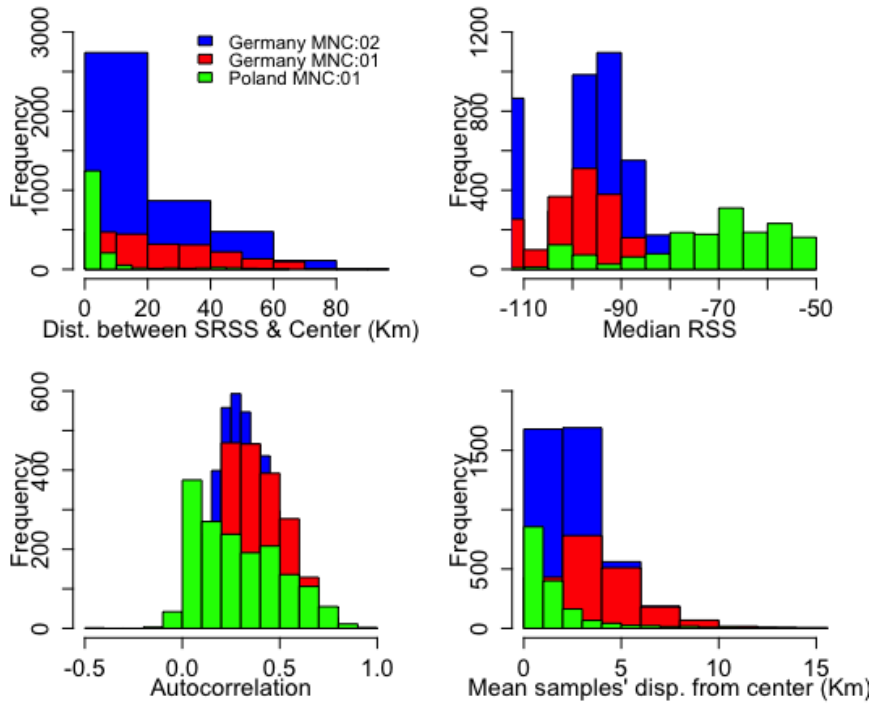 Frequency
0 1000 2000 3000
Germany MNC:02
Germany MNC:01
Poland MNC:01
0 20 40 60 80
Dist. between SRSS & Center (Km)
Frequency
0 400 800 1200
-110 -90 -70 -50
Median RSS
Frequency
0 200 400 600
-0.5 0.0 0.5 1.0
Autocorrelation
Frequency
0 500 1500
0 5 10 15
Mean samples' disp. from center (Km)